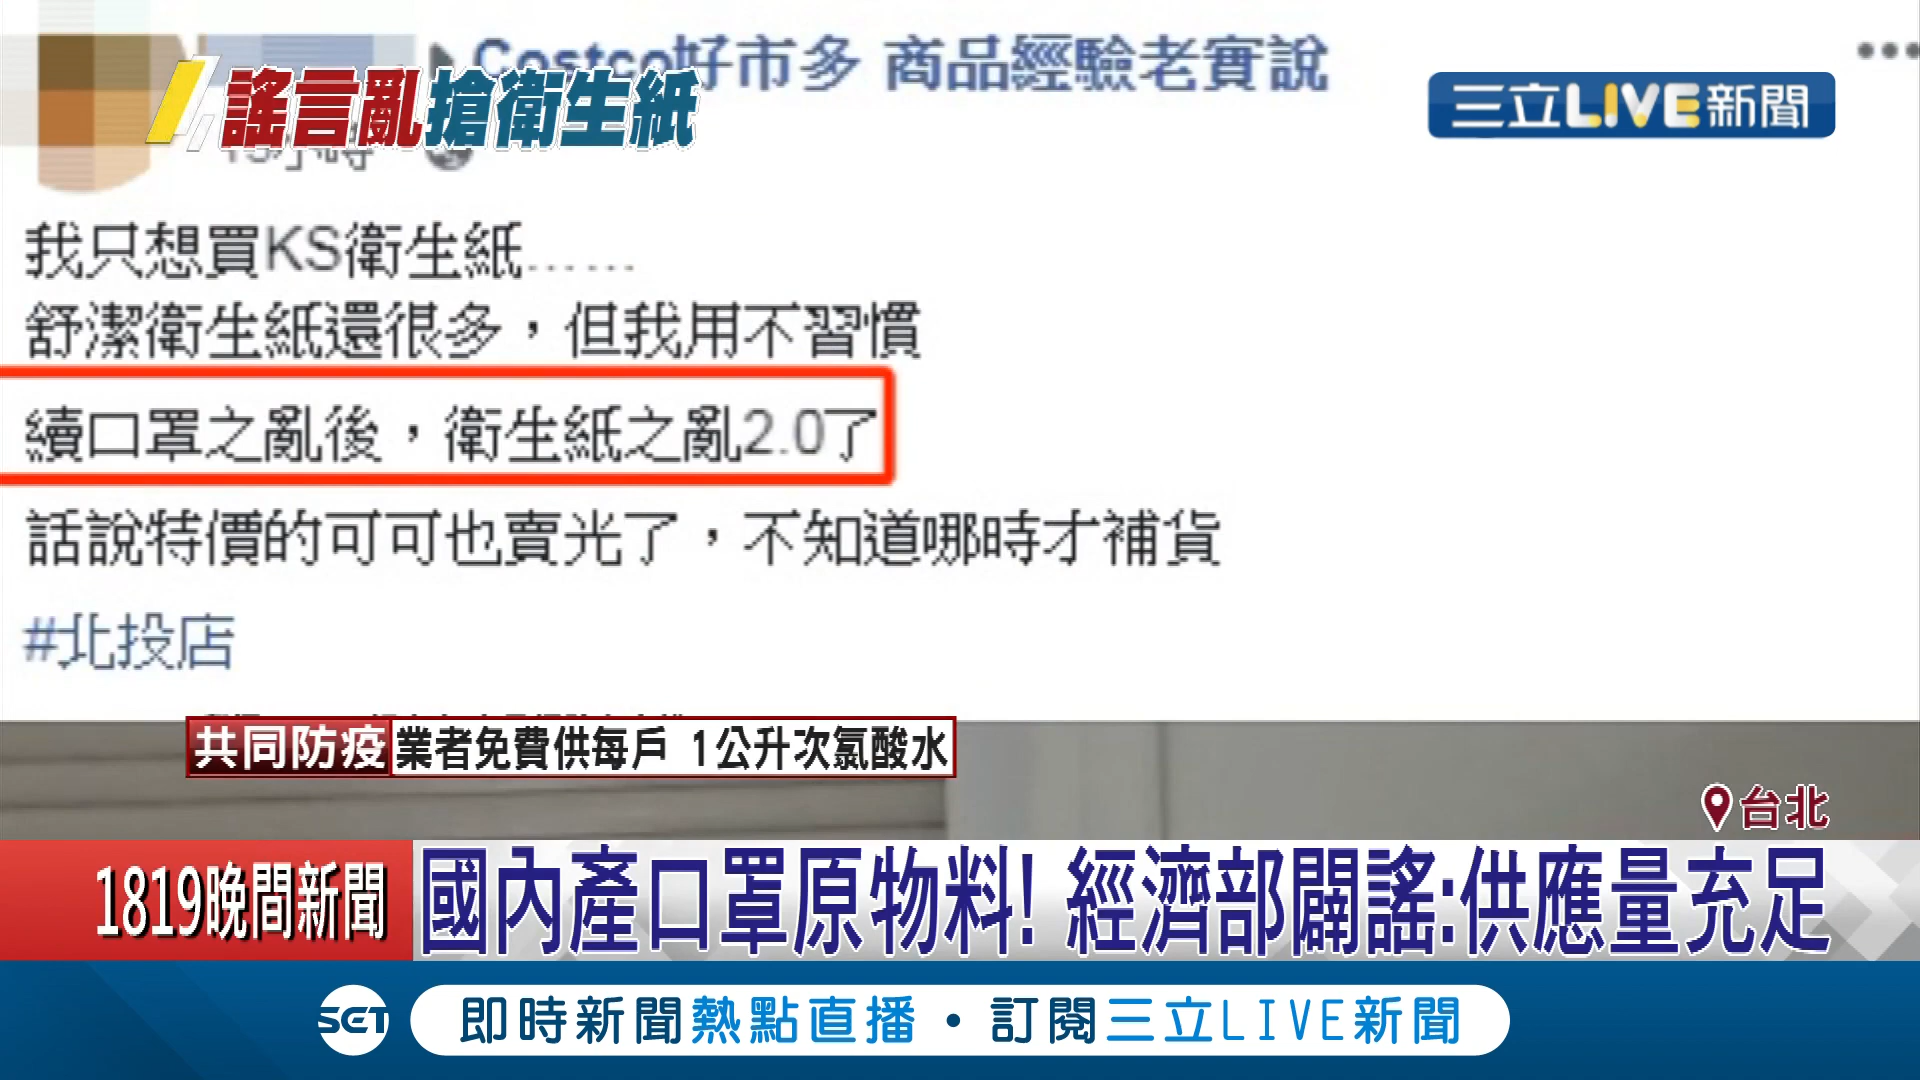 Costco好市多 商品經驗老實說
謠言亂搶衛生紙
三立LIVE新聞
我只想買KS衛生紙......
舒潔衛生紙還很多，但我用不習慣
續口罩之亂後，衛生紙之亂2.0了
話說特價的可可也賣光了，不知道哪時才補貨
#北投店
共同防疫 業者免費供每戶 1公升次氯酸水
台北
1819晚間新聞 國內產口罩原物料! 經濟部闢謠:供應量充足
SET 即時新聞熱點直播•訂閱三立LIVE新聞